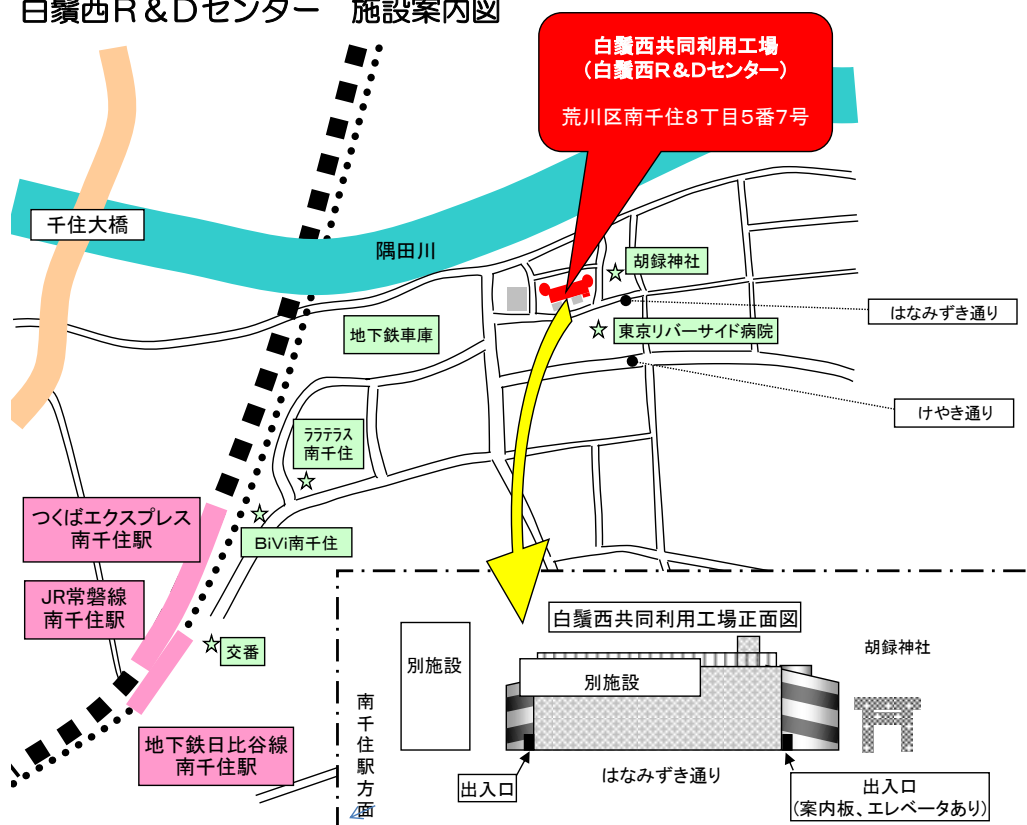 白鬚西R&Dセンター　施設案内図
白鬚西共同利用工場
（白鬚西R&Dセンター）
荒川区南千住8丁目5番7号
千住大橋
隅田川
胡録神社
はなみずき通り
地下鉄車庫
東京リバーサイド病院
けやき通り
ララテラス
南千住
つくばエクスプレス
南千住駅
BiVi南千住
JR常磐線
南千住駅
交番
地下鉄日比谷線
南千住駅
白鬚西共同利用工場正面図
別施設
別施設
胡録神社
南千住駅方面
出入口
はなみずき通り
出入口
(案内板、エレベータあり)